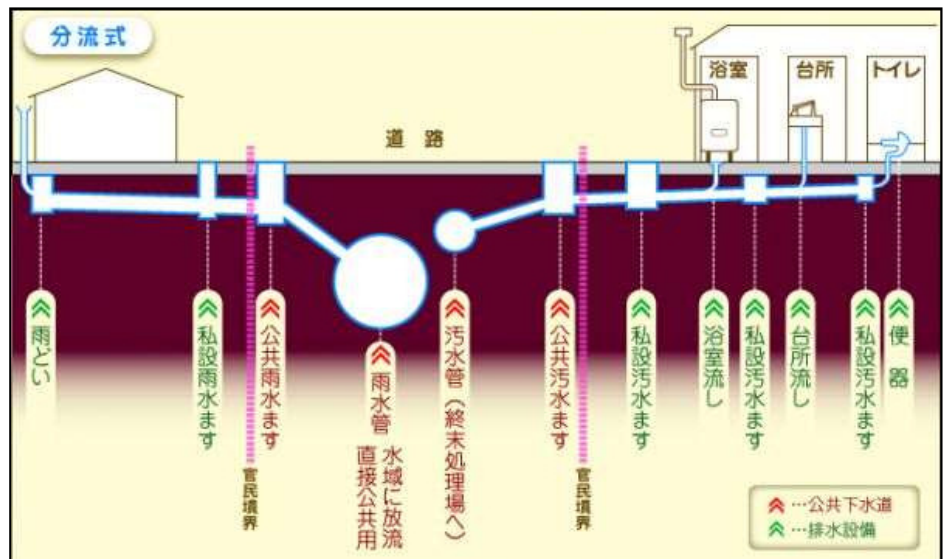 分流式
浴室
台所
トイレ
道路
雨どい
私設雨水ます
官民境界
公共雨水ます
雨水管 直接公共用
水域に放流
汚水管（終末処理場へ）
公共汚水ます
官民境界
私設汚水ます
浴室流し
私設汚水ます
台所流し
私設汚水ます
便器
…公共下水道
…排水設備